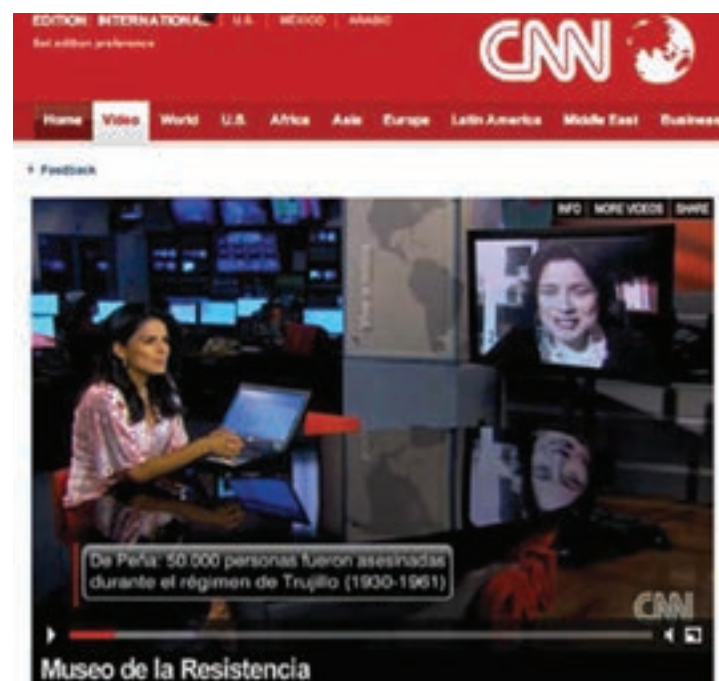 EDITION: INTERNATIONAL U.S. MÉXICO ARABIC
Set edition preference
CNN
Home Video World U.S. Africa Asia Europe Latin America Middle East Business
Feedback
INFO MORE VIDEOS SHARE
De Peña: 50.000 personas fueron asesinadas
durante el régimen de Trujillo (1930-1961)
CNN
Museo de la Resistencia